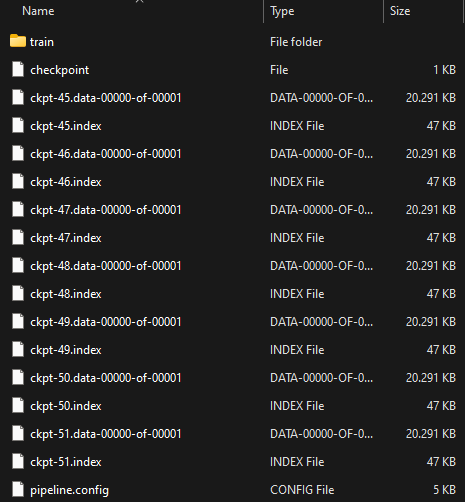 Name Type Size
train File folder
checkpoint File 1 KB
ckpt-45.data-00000-of-00001 DATA-00000-OF-0... 20.291 KB
ckpt-45.index INDEX File 47 KB
ckpt-46.data-00000-of-00001 DATA-00000-OF-0... 20.291 KB
ckpt-46.index INDEX File 47 KB
ckpt-47.data-00000-of-00001 DATA-00000-OF-0... 20.291 KB
ckpt-47.index INDEX File 47 KB
ckpt-48.data-00000-of-00001 DATA-00000-OF-0... 20.291 KB
ckpt-48.index INDEX File 47 KB
ckpt-49.data-00000-of-00001 DATA-00000-OF-0... 20.291 KB
ckpt-49.index INDEX File 47 KB
ckpt-50.data-00000-of-00001 DATA-00000-OF-0... 20.291 KB
ckpt-50.index INDEX File 47 KB
ckpt-51.data-00000-of-00001 DATA-00000-OF-0... 20.291 KB
ckpt-51.index INDEX File 47 KB
pipeline.config CONFIG File 5 KB